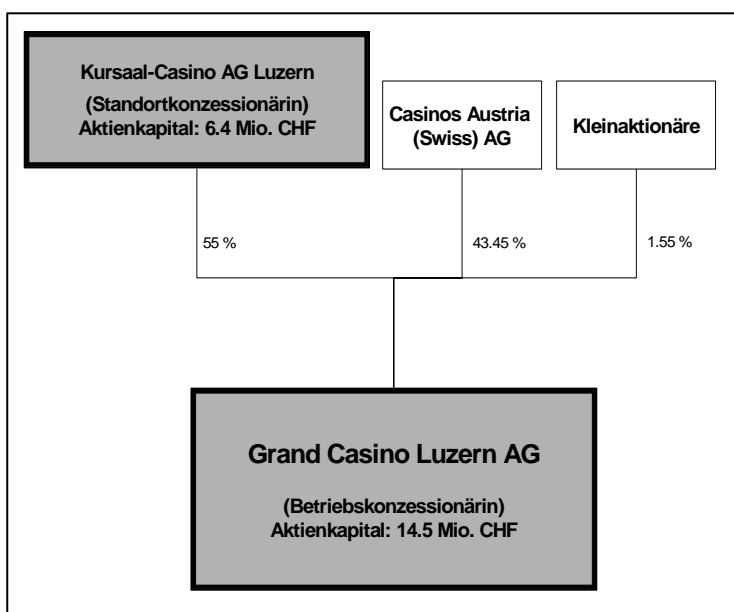 Kursaal-Casino AG Luzern
(Standortkonzessionärin)
Aktienkapital: 6.4 Mio. CHF
Casinos Austria
(Swiss) AG
Kleinaktionäre
55 %
43.45 %
1.55 %
Grand Casino Luzern AG
(Betriebskonzessionärin)
Aktienkapital: 14.5 Mio. CHF